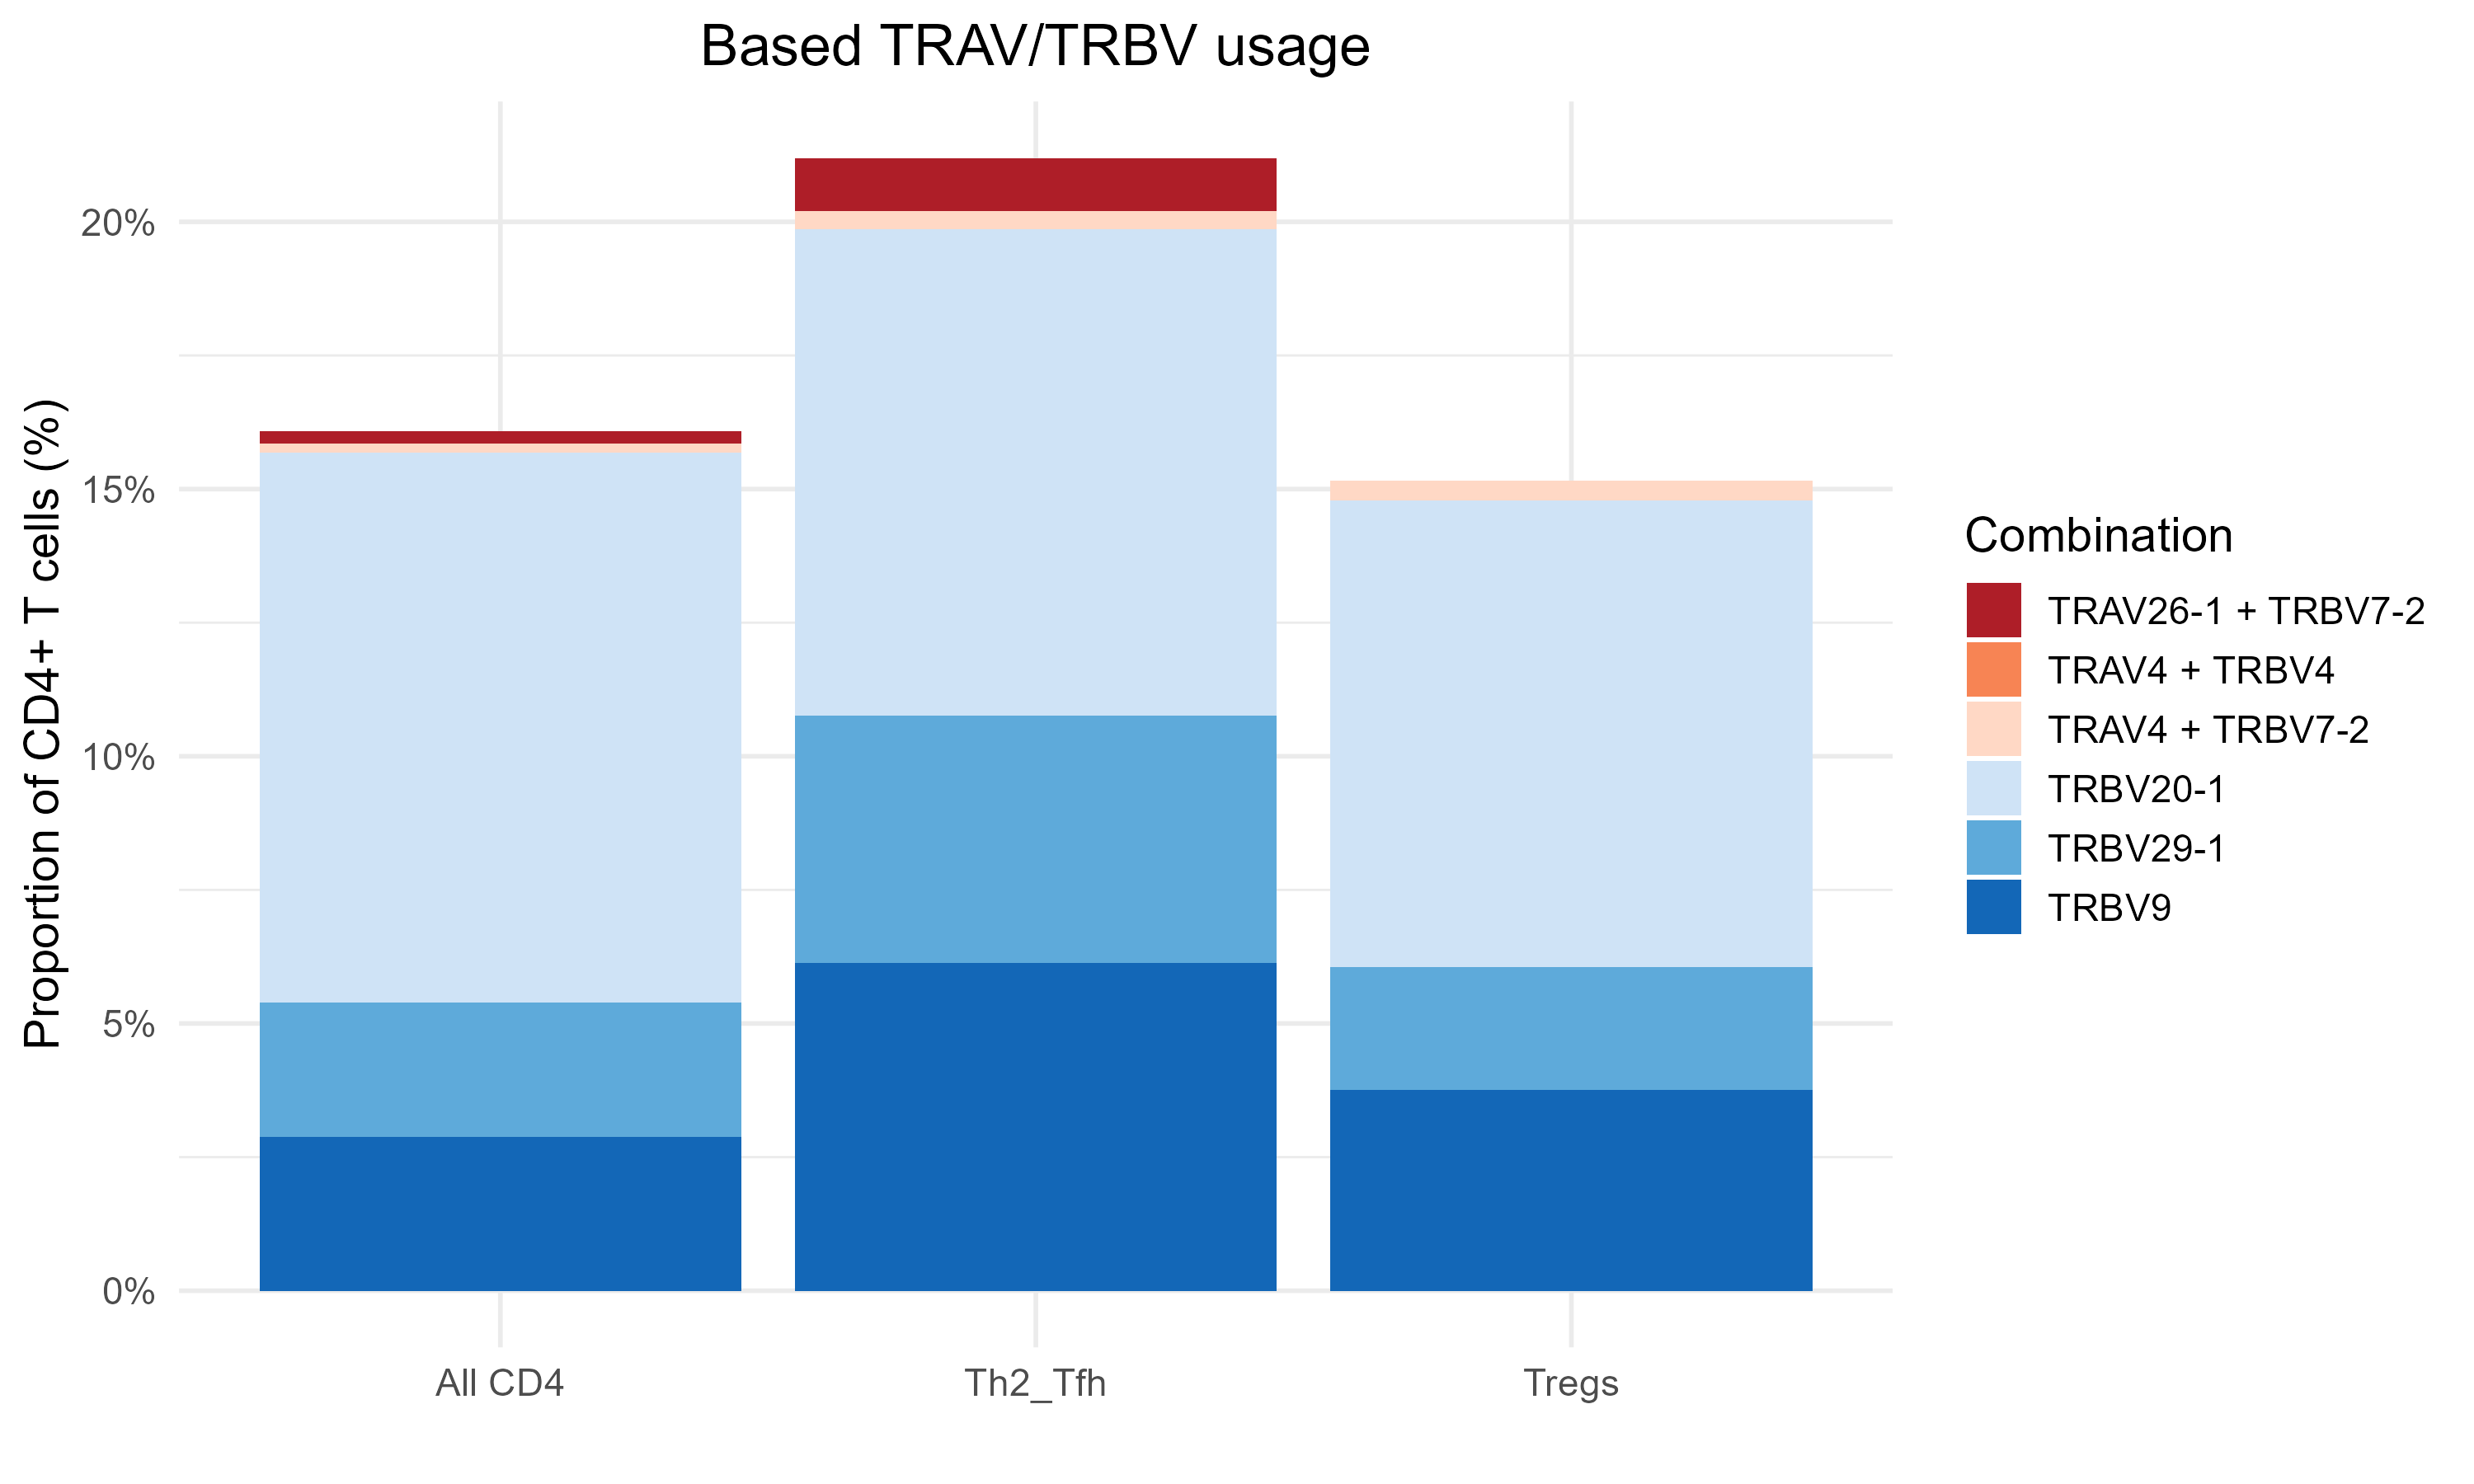 Based TRAV/TRBV usage
Proportion of CD4+ T cells (%)
20%
15%
10%
5%
0%
All CD4
Th2_Tfh
Tregs
Combination
TRAV26-1 + TRBV7-2
TRAV4 + TRBV4
TRAV4 + TRBV7-2
TRBV20-1
TRBV29-1
TRBV9